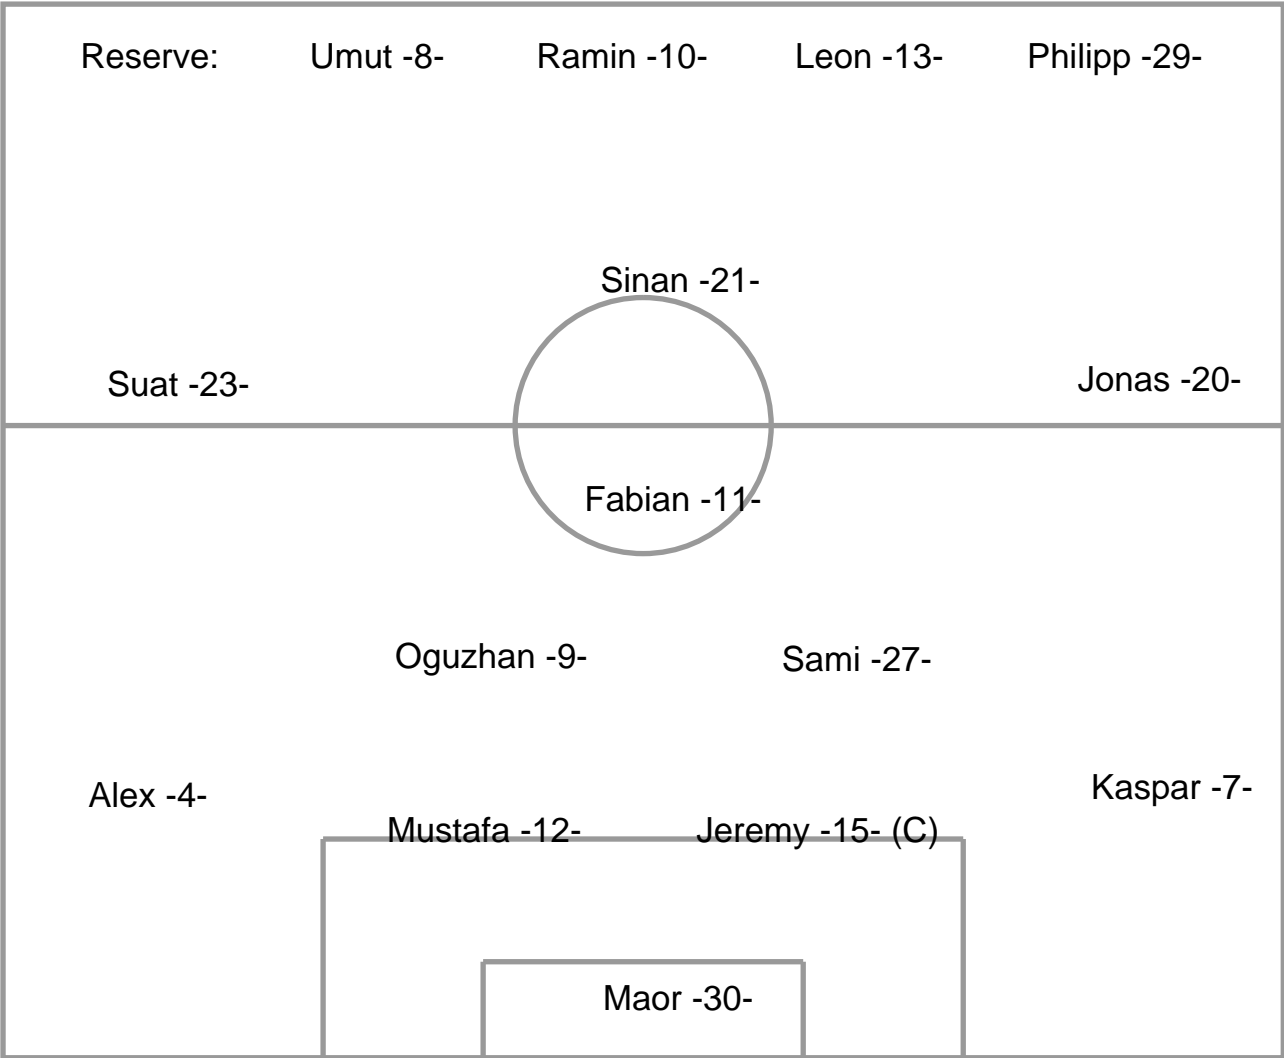 Reserve: Umut -8- Ramin -10- Leon -13- Philipp -29-
Sinan -21-
Suat -23- Jonas -20-
Fabian -11-
Oguzhan -9- Sami -27-
Alex -4- Kaspar -7-
Mustafa -12- Jeremy -15- (C)
Maor -30-